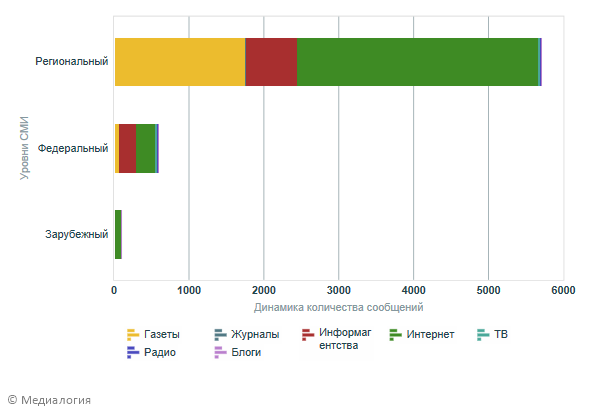 Региональный
Федеральный
Зарубежный
Уровни СМИ
0 1000 2000 3000 4000 5000 6000
Динамика количества сообщений
Газеты Журналы Информаг
ентства Интернет ТВ
Радио Блоги
© Медиалогия